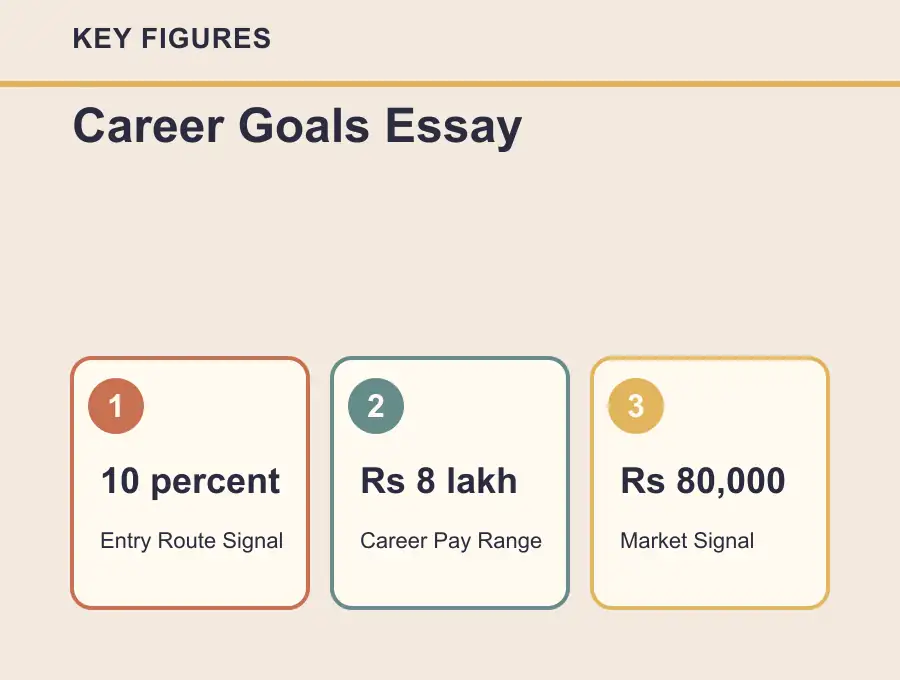 KEY FIGURES
Career Goals Essay
1
10 percent
Entry Route Signal
2
Rs 8 lakh
Career Pay Range
3
Rs 80,000
Market Signal